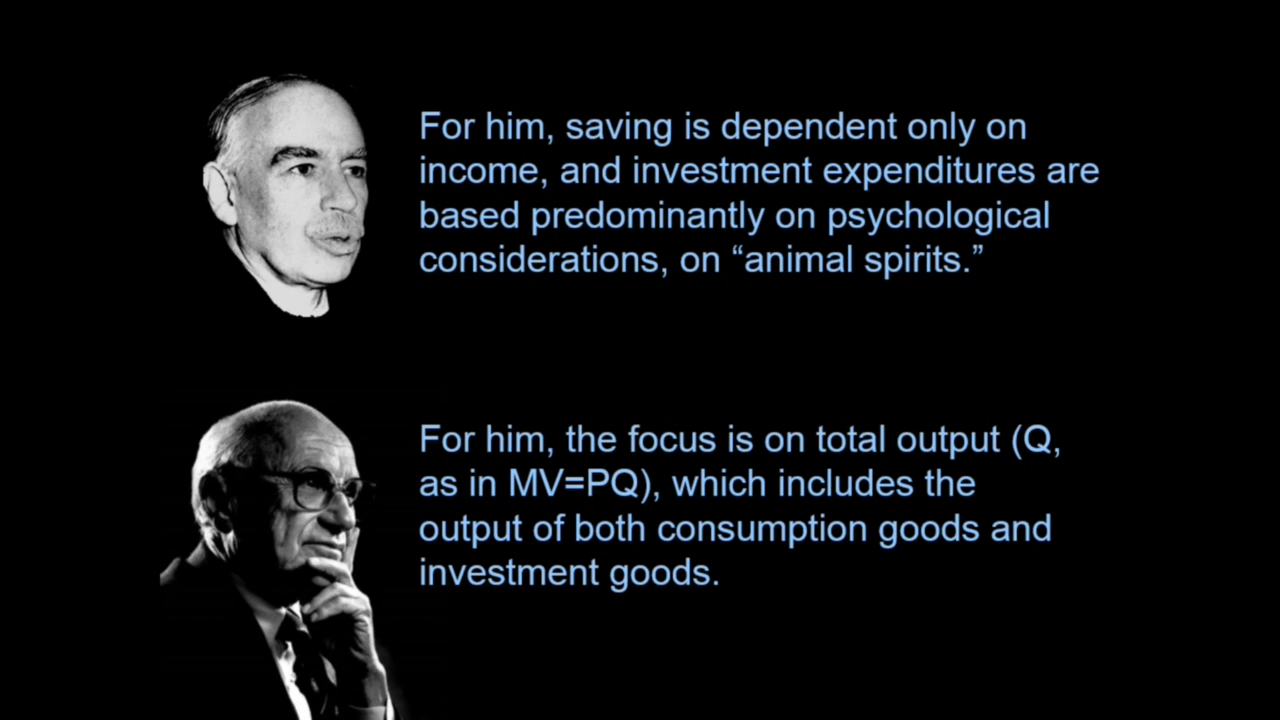 For him, saving is dependent only on
income, and investment expenditures are
based predominantly on psychological
considerations, on “animal spirits.”
For him, the focus is on total output (Q,
as in MV=PQ), which includes the
output of both consumption goods and
investment goods.